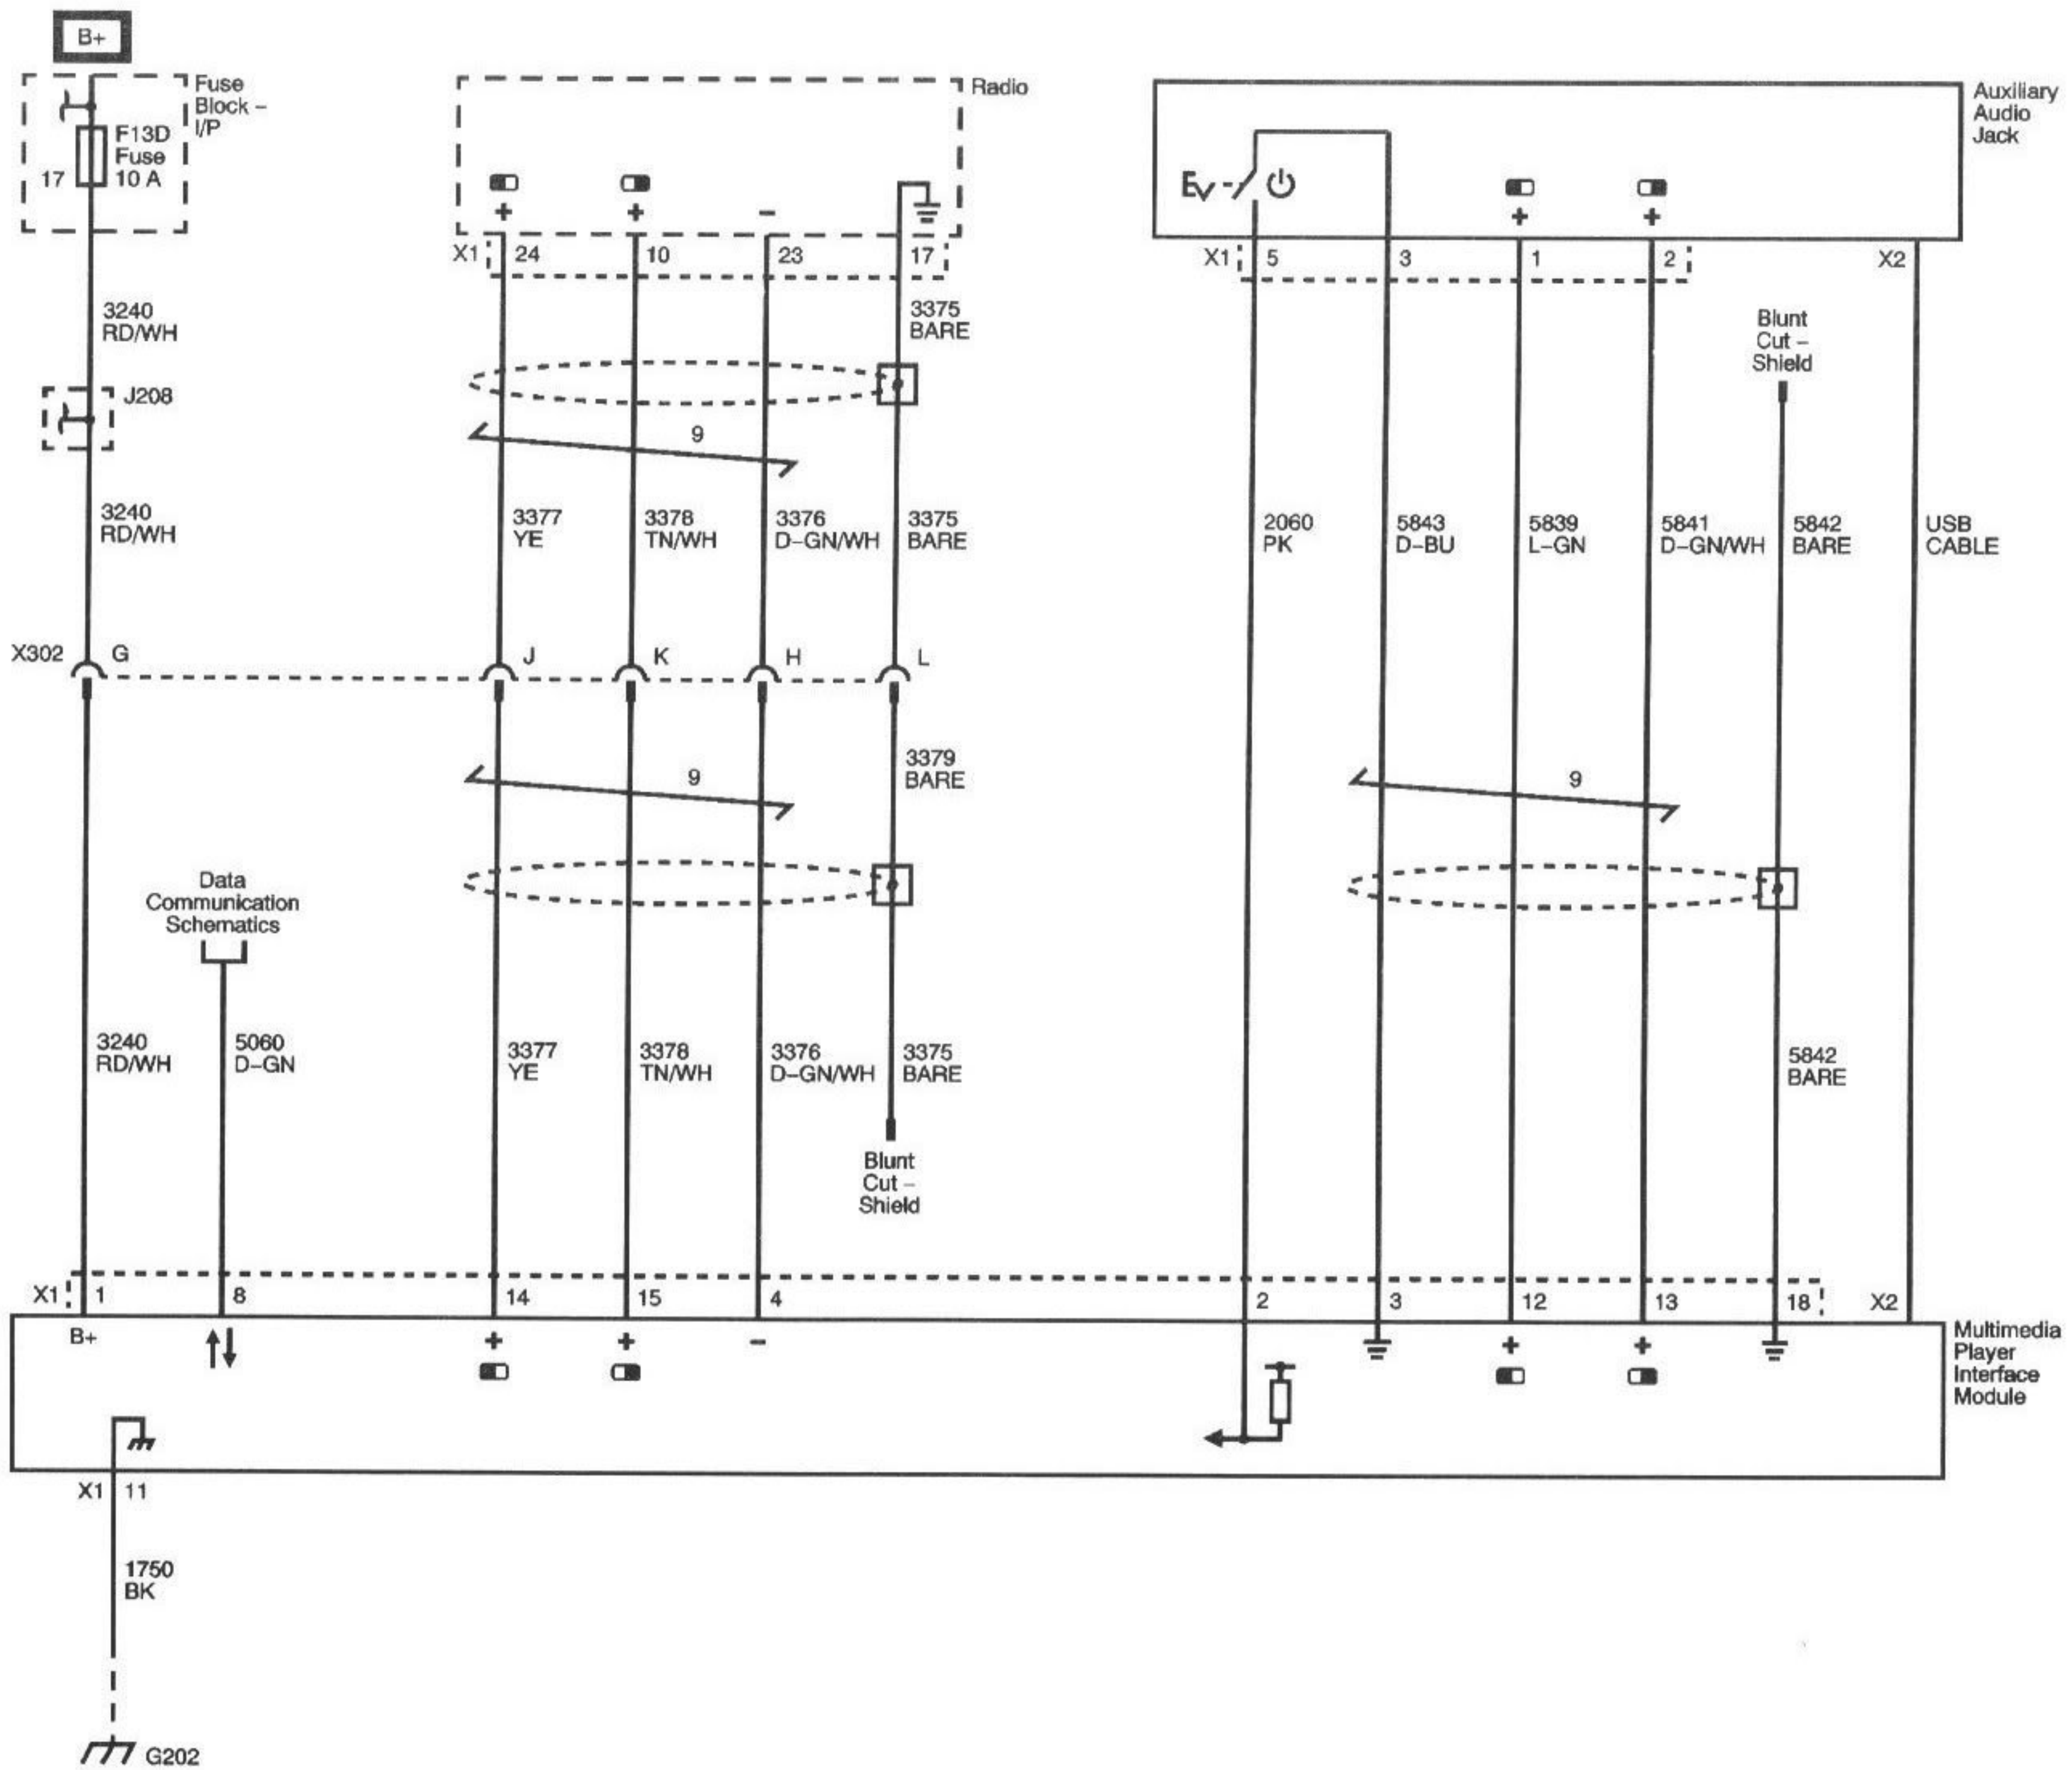 B+
Fuse
Block –
I/P
F13D
Fuse
10 A
17
Radio
Auxiliary
Audio
Jack
+ + –
+ +
X1 24 10 23 17
X1 5 3 1 2 X2
3240
RD/WH
3375
BARE
Blunt
Cut –
Shield
J208
9
3240
RD/WH
3377
YE
3378
TN/WH
3376
D–GN/WH
3375
BARE
2060
PK
5843
D–BU
5839
L–GN
5841
D–GN/WH
5842
BARE
USB
CABLE
X302 G J K H L
3379
BARE
9
9
Data
Communication
Schematics
3240
RD/WH
5060
D–GN
3377
YE
3378
TN/WH
3376
D–GN/WH
3375
BARE
5842
BARE
Blunt
Cut –
Shield
X1 1 8 14 15 4 2 3 12 13 18 X2
B+ + + – + +
Multimedia
Player
Interface
Module
X1 11
1750
BK
G202